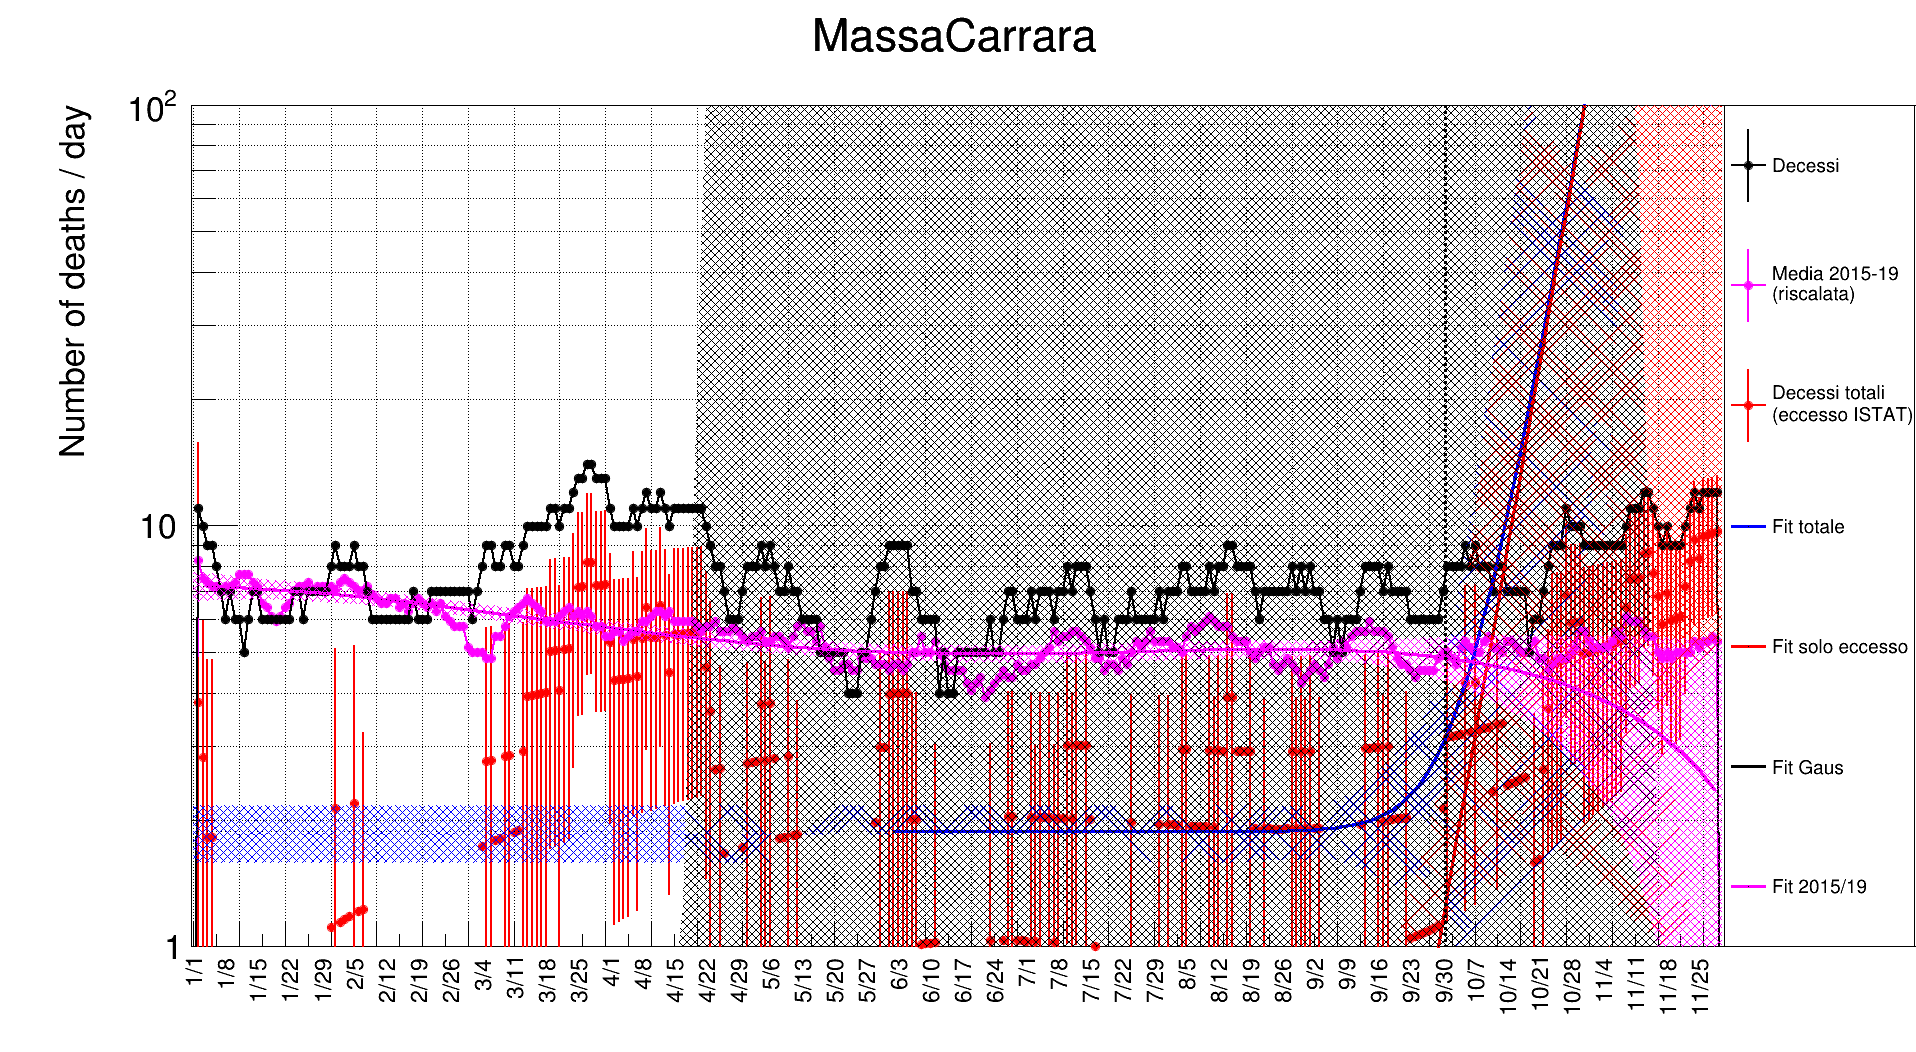 MassaCarrara
Number of deaths / day
10²
10
1
1/1 1/8 1/15 1/22 1/29 2/5 2/12 2/19 2/26 3/4 3/11 3/18 3/25 4/1 4/8 4/15 4/22 4/29 5/6 5/13 5/20 5/27 6/3 6/10 6/17 6/24 7/1 7/8 7/15 7/22 7/29 8/5 8/12 8/19 8/26 9/2 9/9 9/16 9/23 9/30 10/7 10/14 10/21 10/28 11/4 11/11 11/18 11/25
Decessi
Media 2015-19
(riscalata)
Decessi totali
(eccesso ISTAT)
Fit totale
Fit solo eccesso
Fit Gaus
Fit 2015/19